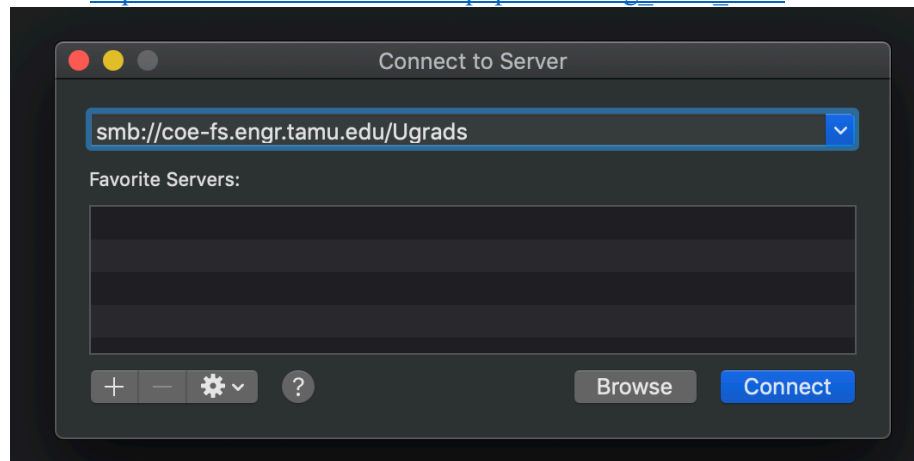 Connect to Server
smb://coe-fs.engr.tamu.edu/Ugrads
Favorite Servers:
? Browse Connect